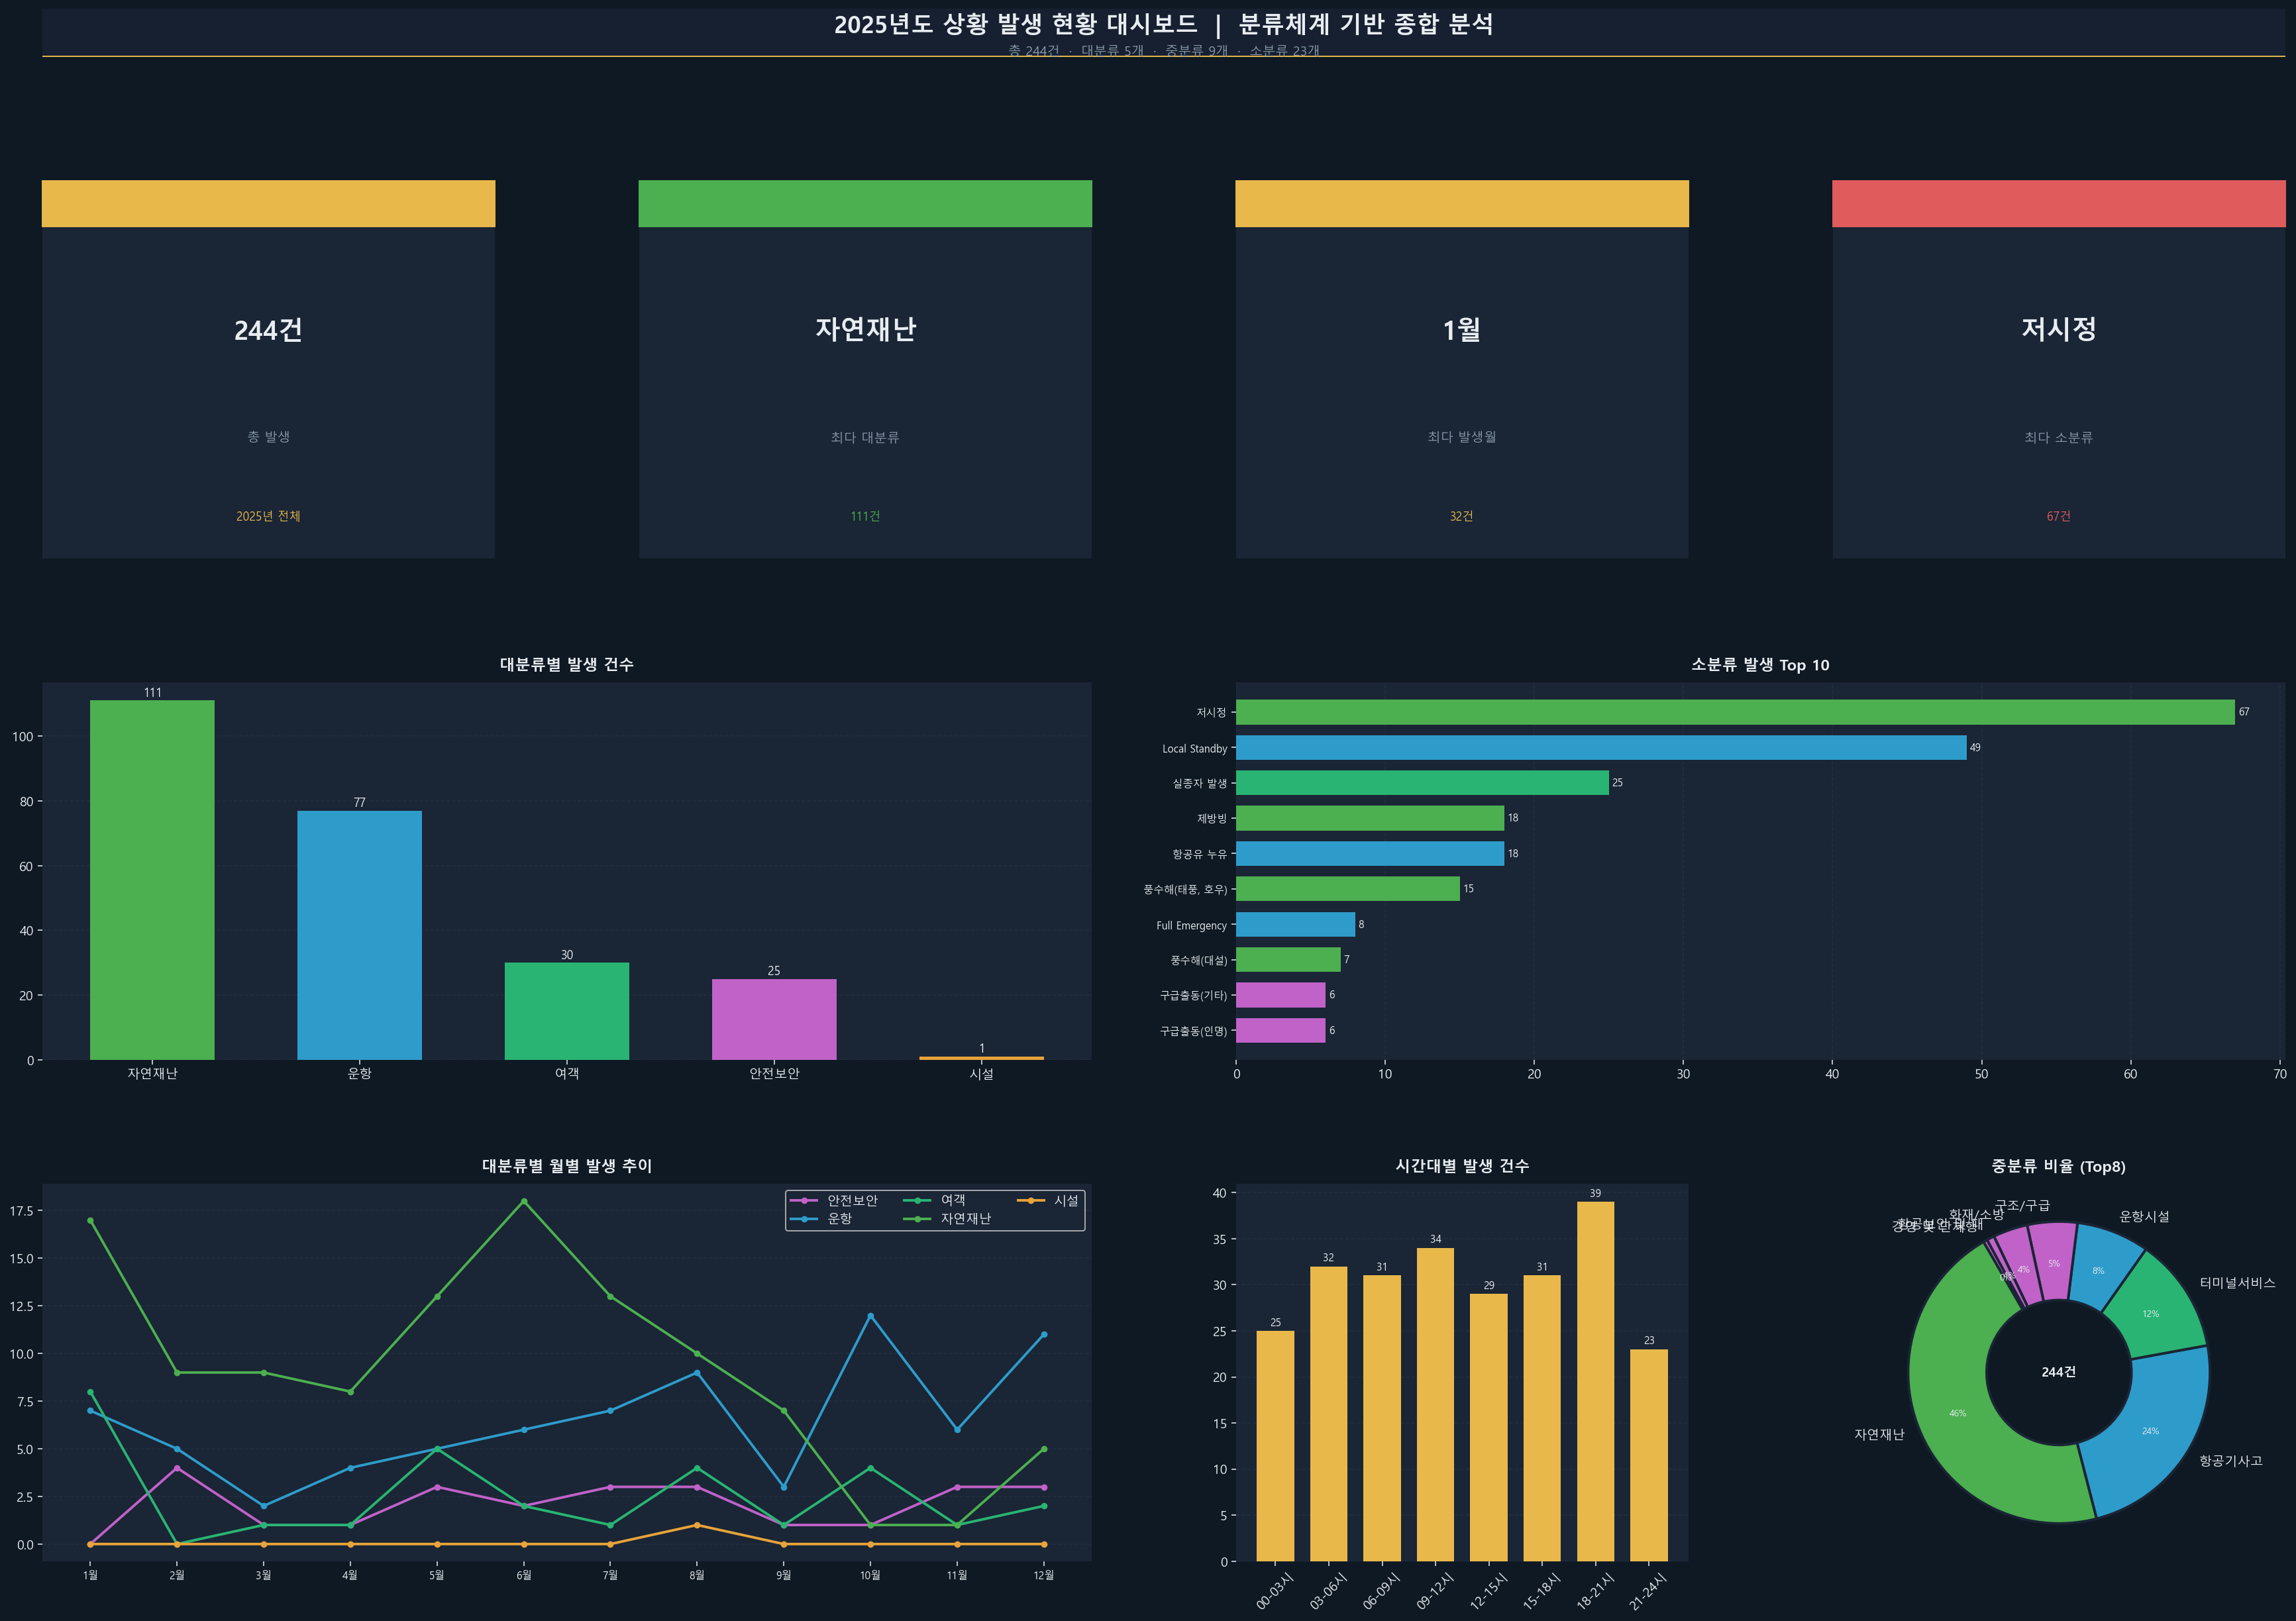 2025년도 상황 발생 현황 대시보드 | 분류체계 기반 종합 분석
총 244건 · 대분류 5개 · 중분류 9개 · 소분류 23개
244건
총 발생
2025년 전체
자연재난
최다 대분류
111건
1월
최다 발생월
32건
저시정
최다 소분류
67건
대분류별 발생 건수
111
77
30
25
1
100
80
60
40
20
0
자연재난
운항
여객
안전보안
시설
소분류 발생 Top 10
저시정
67
Local Standby
49
실종자 발생
25
제방빙
18
항공유 누유
18
풍수해(태풍, 호우)
15
Full Emergency
8
풍수해(대설)
7
구급출동(기타)
6
구급출동(인명)
6
0
10
20
30
40
50
60
70
대분류별 월별 발생 추이
안전보안
운항
여객
자연재난
시설
17.5
15.0
12.5
10.0
7.5
5.0
2.5
0.0
1월
2월
3월
4월
5월
6월
7월
8월
9월
10월
11월
12월
시간대별 발생 건수
40
35
30
25
20
15
10
5
0
25
32
31
34
29
31
39
23
00-03시
03-06시
06-09시
09-12시
12-15시
15-18시
18-21시
21-24시
중분류 비율 (Top8)
화재/소방
구조/구급
운항시설
터미널서비스
항공기사고
자연재난
4%
5%
8%
12%
24%
46%
244건